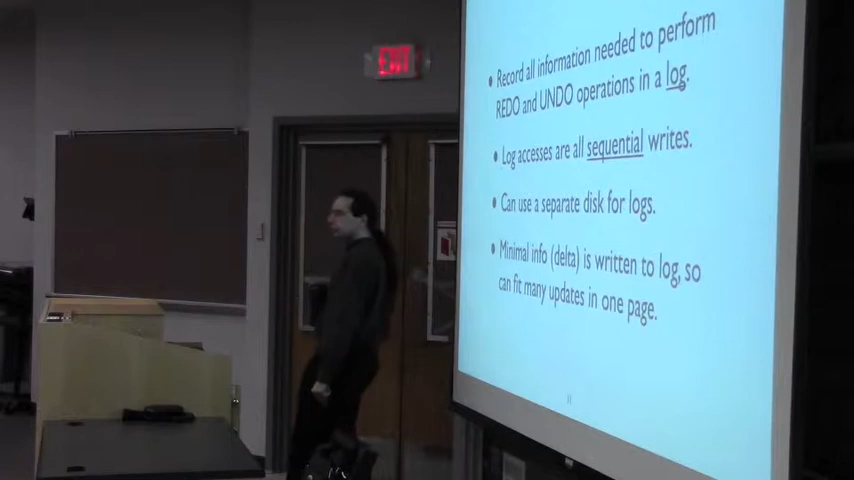 EXIT
• Record all information needed to perform
REDO and UNDO operations in a log.
• Log accesses are all sequential writes.
• Can use a separate disk for logs.
• Minimal info (delta) is written to log, so
can fit many updates in one page.